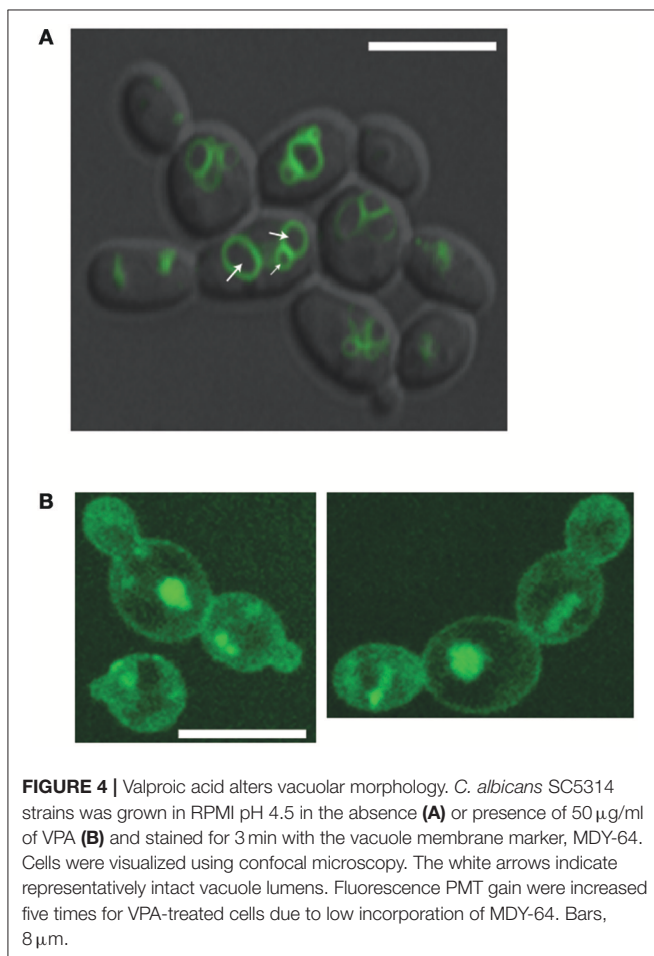 A
B
FIGURE 4 | Valproic acid alters vacuolar morphology. C. albicans SC5314
strains was grown in RPMI pH 4.5 in the absence (A) or presence of 50 μg/ml
of VPA (B) and stained for 3 min with the vacuole membrane marker, MDY-64.
Cells were visualized using confocal microscopy. The white arrows indicate
representatively intact vacuole lumens. Fluorescence PMT gain were increased
five times for VPA-treated cells due to low incorporation of MDY-64. Bars,
8 μm.